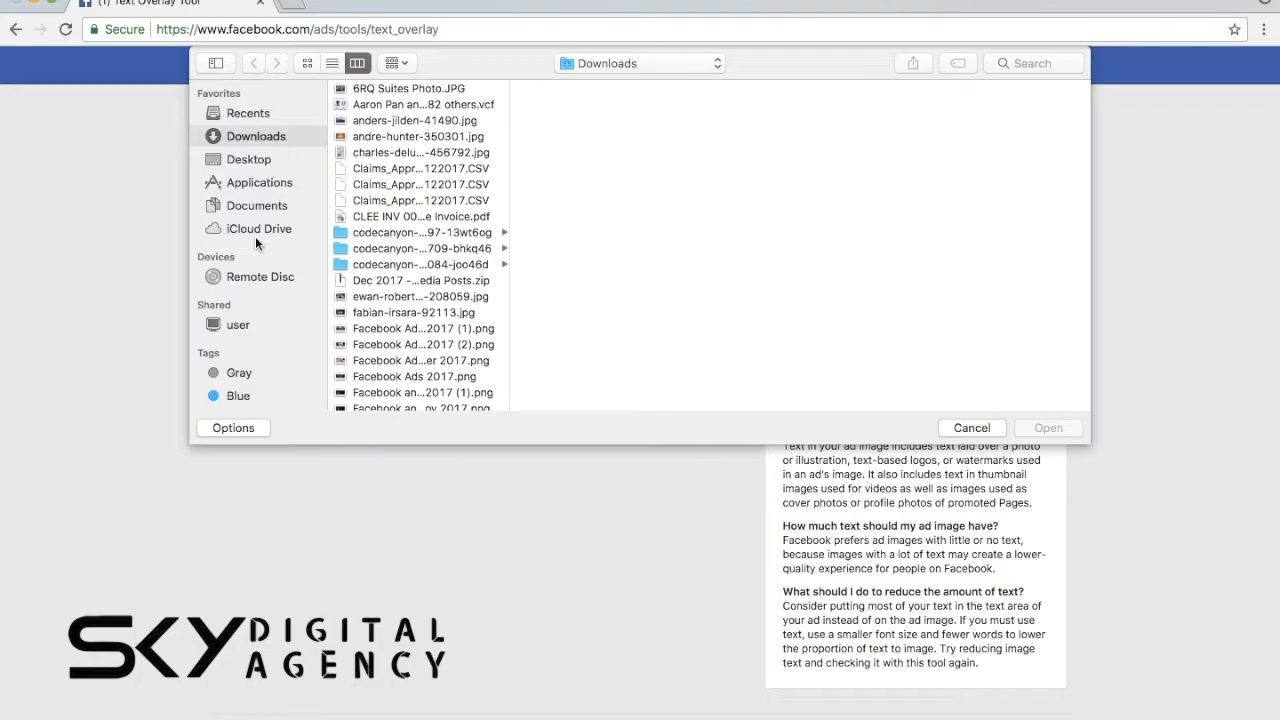 (1) Text Overlay Tool
Secure https://www.facebook.com/ads/tools/text_overlay
Downloads
Search
Favorites
Recents
Downloads
Desktop
Applications
Documents
iCloud Drive
Devices
Remote Disc
Shared
user
Tags
Gray
Blue
6RQ Suites Photo.JPG
Aaron Pan an...82 others.vcf
anders-jilden-41490.jpg
andre-hunter-350301.jpg
charles-delu...-456792.jpg
Claims_Appr...122017.CSV
Claims_Appr...122017.CSV
Claims_Appr...122017.CSV
CLEE INV 00...e Invoice.pdf
codecanyon-...97-13wt6og
codecanyon-...709-bhkq46
codecanyon-...084-joo46d
Dec 2017 -...edia Posts.zip
ewan-robert...-208059.jpg
fabian-irsara-92113.jpg
Facebook Ad...2017 (1).png
Facebook Ad...2017 (2).png
Facebook Ad...er 2017.png
Facebook Ads 2017.png
Facebook an...2017 (1).png
Facebook an...ov 2017.png
Options
Cancel
Open
Text in your ad image includes text laid over a photo
or illustration, text-based logos, or watermarks used
in an ad's image. It also includes text in thumbnail
images used for videos as well as images used as
cover photos or profile photos of promoted Pages.
How much text should my ad image have?
Facebook prefers ad images with little or no text,
because images with a lot of text may create a lower-
quality experience for people on Facebook.
What should I do to reduce the amount of text?
Consider putting most of your text in the text area of
your ad instead of on the ad image. If you must use
text, use a smaller font size and fewer words to lower
the proportion of text to image. Try reducing image
text and checking it with this tool again.
SKY DIGITAL
AGENCY